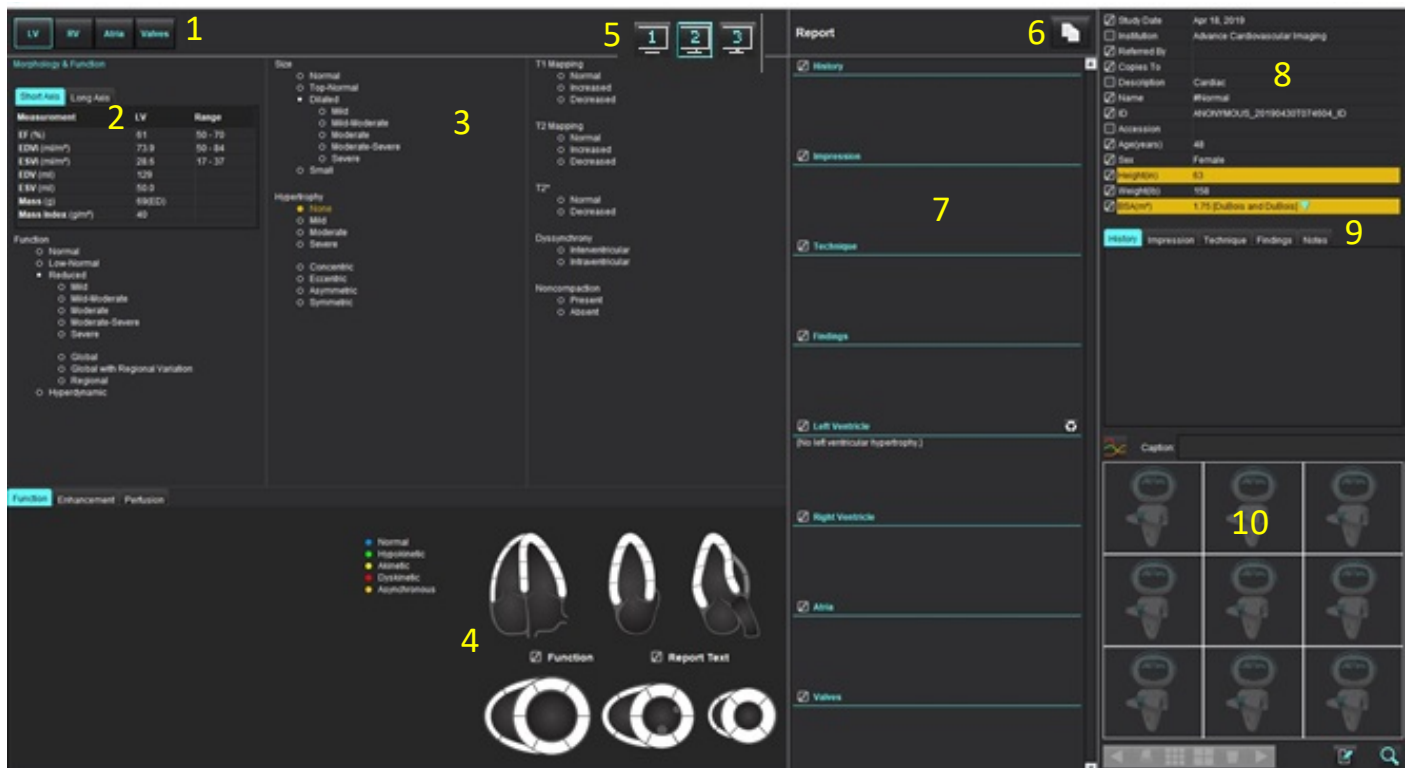 LV RV Atria Valves 1
5 1 2 3
Report 6
Morphology & Function
Short Axis Long Axis
2
Measurement LV Range
EF (%) 61 50 - 70
EDVI (ml/m²) 73.9 50 - 84
ESVI (ml/m²) 28.6 17 - 37
EDV (ml) 129
ESV (ml) 50.0
Mass (g) 69(ED)
Mass Index (g/m²) 40
Function
Normal
Low-Normal
Reduced
Mild
Mild-Moderate
Moderate
Moderate-Severe
Severe
Global
Global with Regional Variation
Regional
Hyperdynamic
Size
Normal
Top-Normal
Dilated
Mild
Mild-Moderate
Moderate
Moderate-Severe
Severe
Small
3
Hypertrophy
None
Mild
Moderate
Severe
Concentric
Eccentric
Asymmetric
Symmetric
T1 Mapping
Normal
Increased
Decreased
T2 Mapping
Normal
Increased
Decreased
T2*
Normal
Decreased
Dyssynchrony
Interventricular
Intraventricular
Noncompaction
Present
Absent
Function Enhancement Perfusion
Normal
Hypokinetic
Akinetic
Dyskinetic
Asynchronous
4
Function Report Text
History
Impression
7
Technique
Findings
Left Ventricle
(No left ventricular hypertrophy.)
Right Ventricle
Atria
Valves
Study Date Apr 18, 2019
Institution Advance Cardiovascular Imaging
Referred By
Copies To
8
Description Cardiac
Name #Normal
ID ANONYMOUS_20190430T074604_ID
Accession
Age(years) 48
Sex Female
Height(in) 63
Weight(lb) 158
BSA(m²) 1.75 [DuBois and DuBois]
History Impression Technique Findings Notes 9
Caption
10